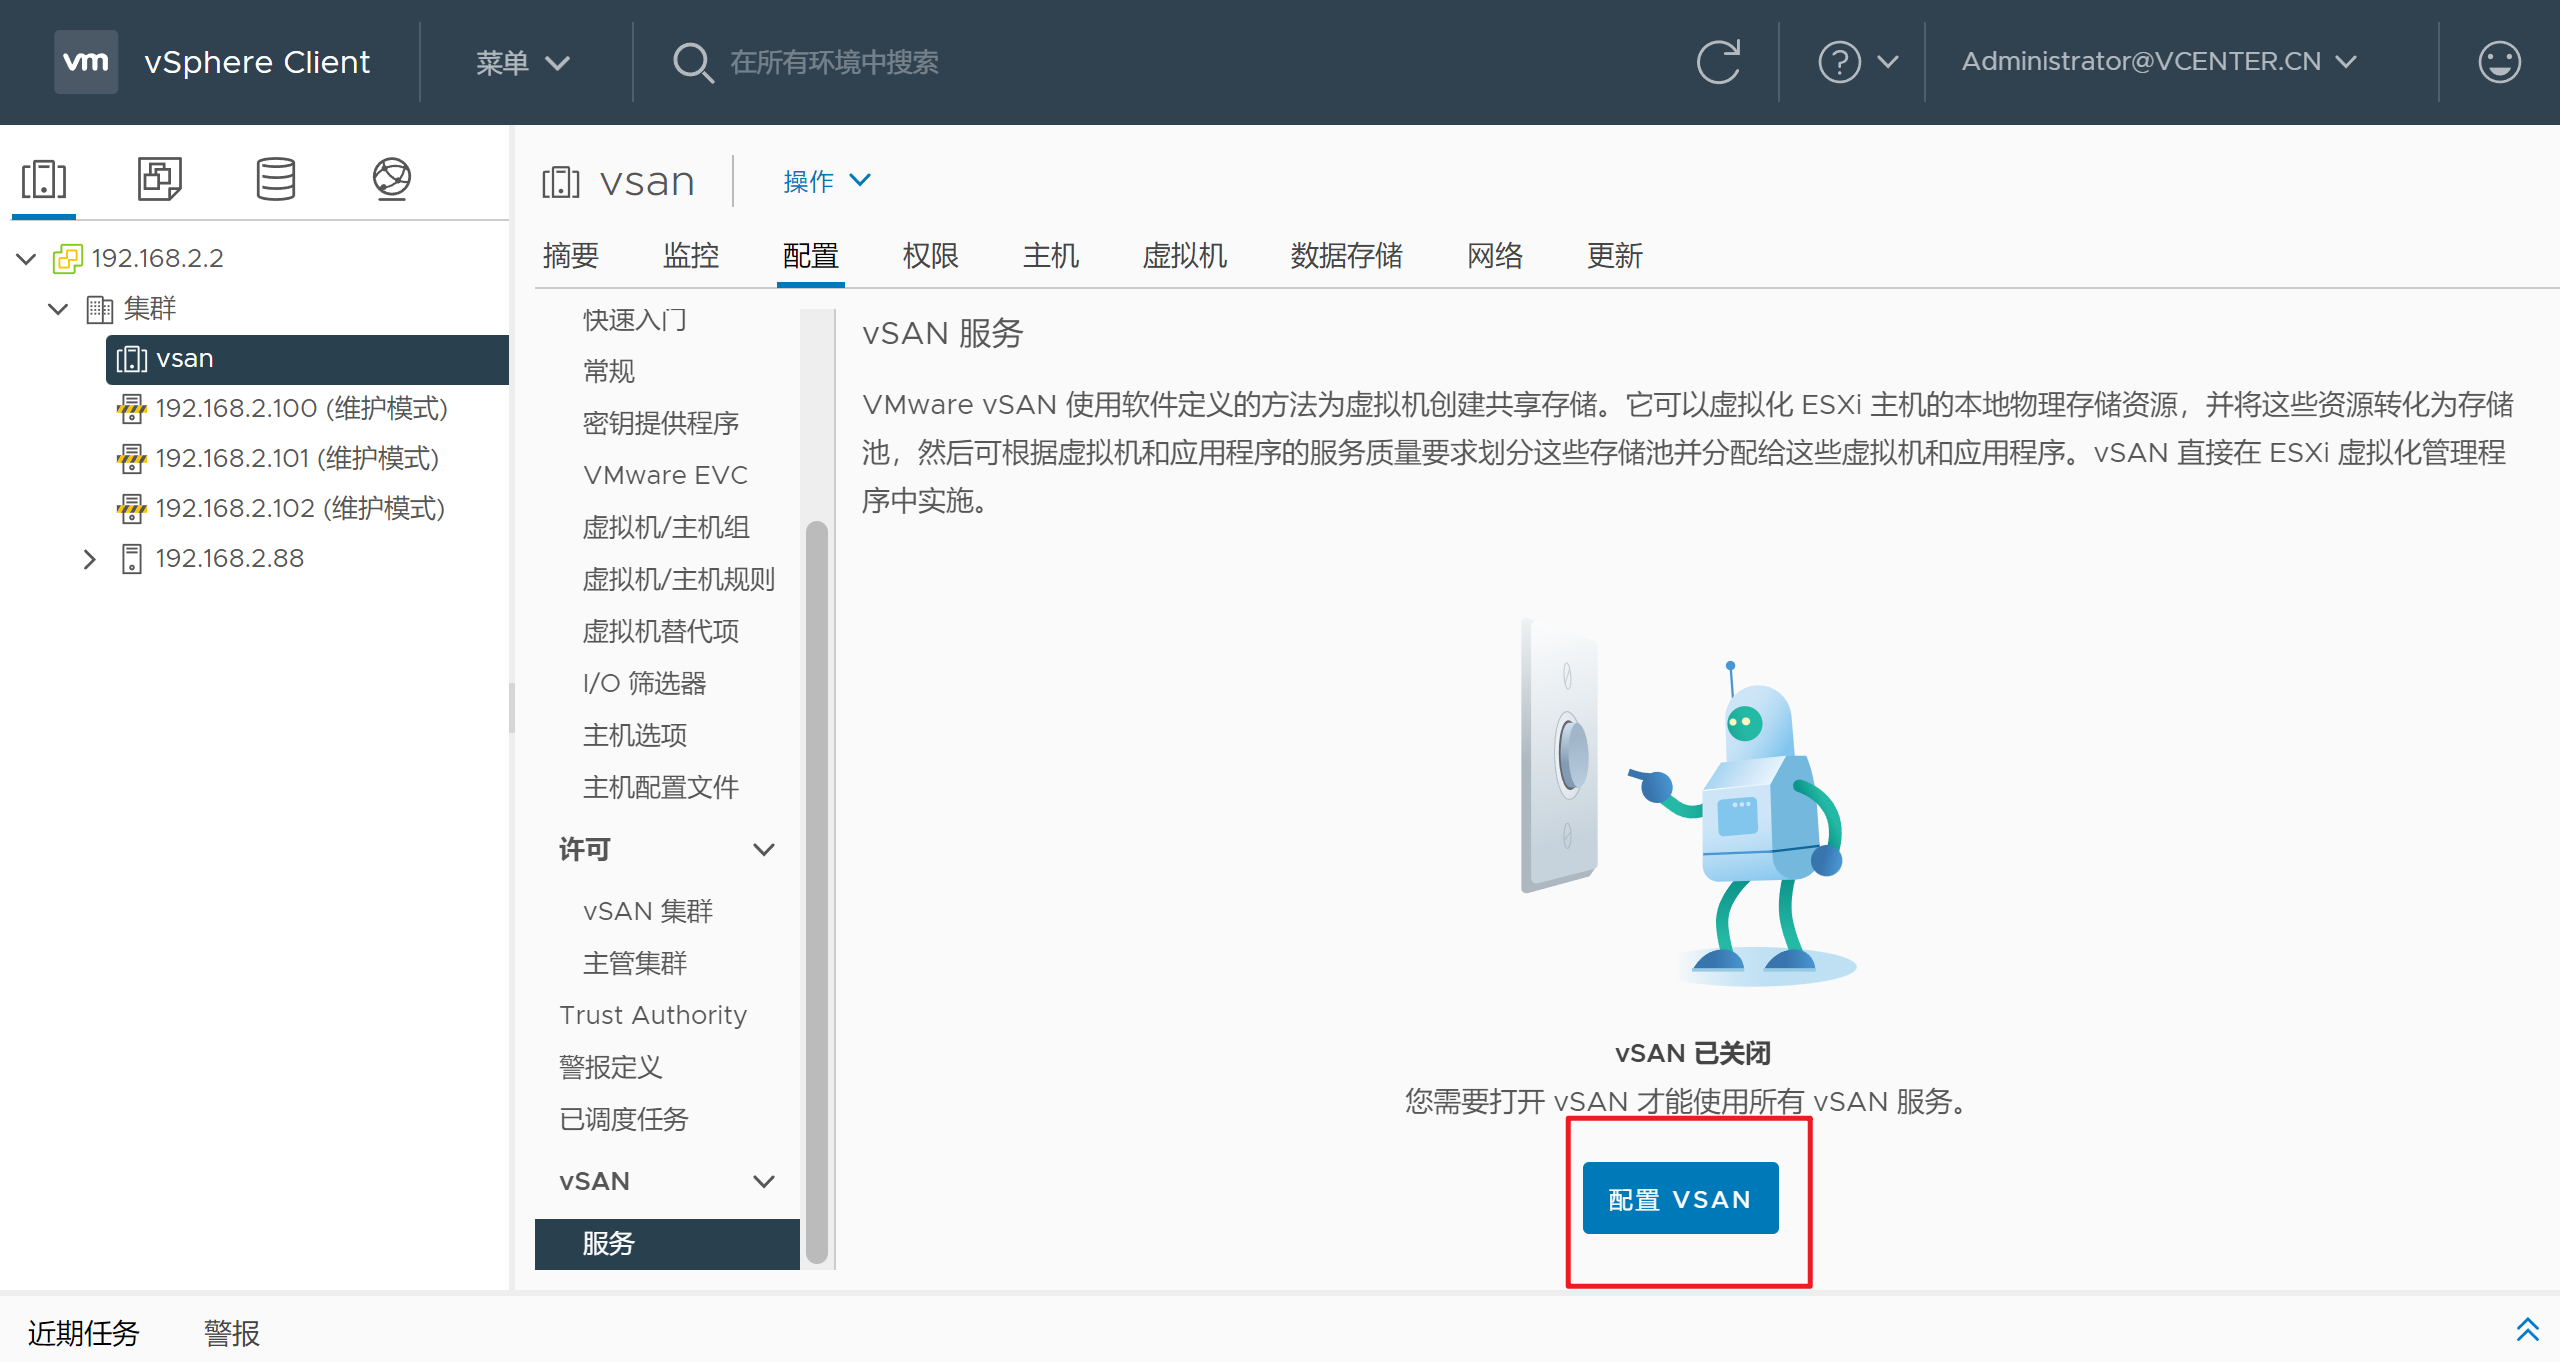 vm vSphere Client 菜单 在所有环境中搜索 Administrator@VCENTER.CN
192.168.2.2
集群
vsan
192.168.2.100 (维护模式)
192.168.2.101 (维护模式)
192.168.2.102 (维护模式)
192.168.2.88
vsan 操作
摘要 监控 配置 权限 主机 虚拟机 数据存储 网络 更新
快速入门
常规
密钥提供程序
VMware EVC
虚拟机/主机组
虚拟机/主机规则
虚拟机替代项
I/O 筛选器
主机选项
主机配置文件
许可
vSAN 集群
主管集群
Trust Authority
警报定义
已调度任务
vSAN
服务
vSAN 服务
VMware vSAN 使用软件定义的方法为虚拟机创建共享存储。它可以虚拟化 ESXi 主机的本地物理存储资源，并将这些资源转化为存储
池，然后可根据虚拟机和应用程序的服务质量要求划分这些存储池并分配给这些虚拟机和应用程序。vSAN 直接在 ESXi 虚拟化管理程
序中实施。
vSAN 已关闭
您需要打开 vSAN 才能使用所有 vSAN 服务。
配置 VSAN
近期任务 警报